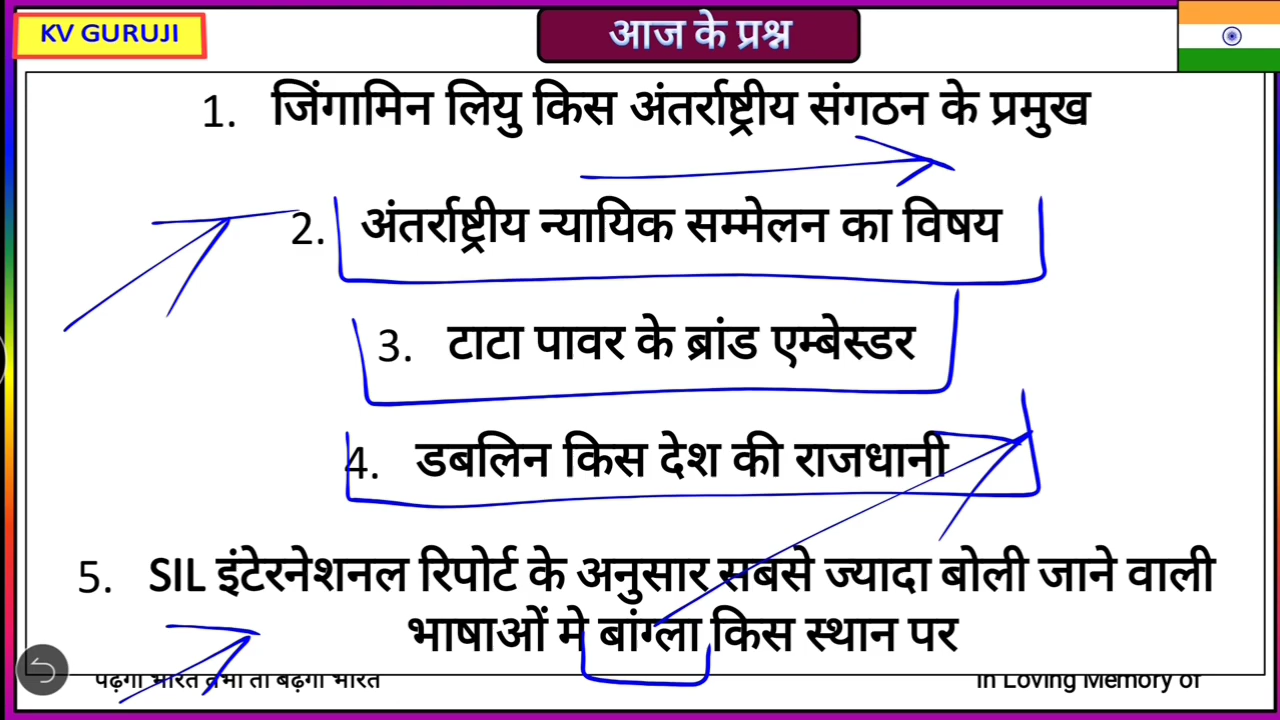 KV GURUJI
आज के प्रश्न
1. जिंगामिन लियु किस अंतर्राष्ट्रीय संगठन के प्रमुख
2. अंतर्राष्ट्रीय न्यायिक सम्मेलन का विषय
3. टाटा पावर के ब्रांड एम्बेस्डर
4. डबलिन किस देश की राजधानी
5. SIL इंटेरनेशनल रिपोर्ट के अनुसार सबसे ज्यादा बोली जाने वाली
भाषाओं मे बांग्ला किस स्थान पर
पढ़ेगा भारत तभी तो बढ़ेगा भारत
In Loving Memory of